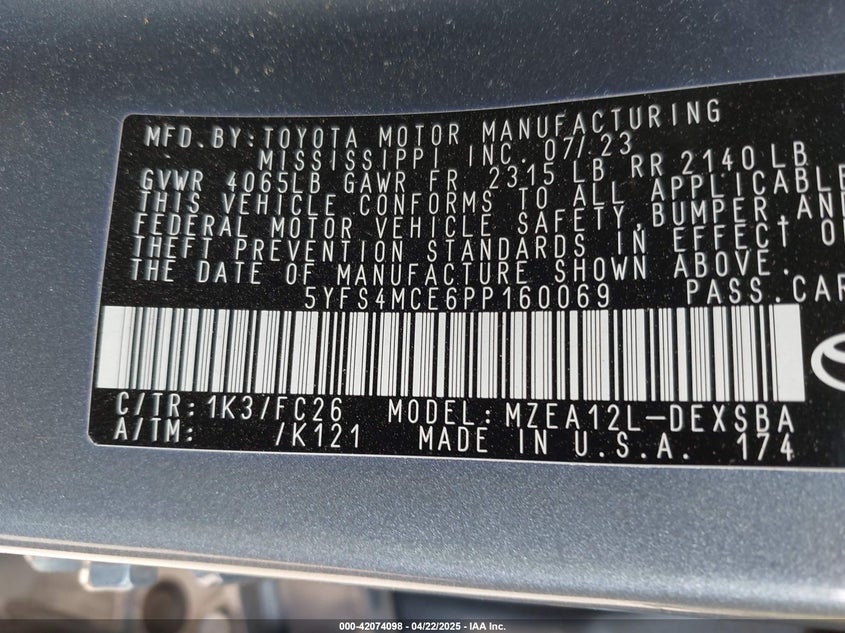 MFD. BY: TOYOTA MOTOR MANUFACTURING
MISSISSIPPI INC. 07/23
GVWR 4065LB GAWR FR 2315 LB RR 2140 LB
THIS VEHICLE CONFORMS TO ALL APPLICABLE
FEDERAL MOTOR VEHICLE SAFETY, BUMPER, AND
THEFT PREVENTION STANDARDS IN EFFECT O
THE DATE OF MANUFACTURE SHOWN ABOVE.
5YFS4MCE6PP160069 PASS. CAR
C/TR: 1K3/FC26 MODEL: MZEA12L-DEXSBA
A/TM: /K121 MADE IN U.S.A. 174
000-42074098 - 04/22/2025 - IAA Inc.